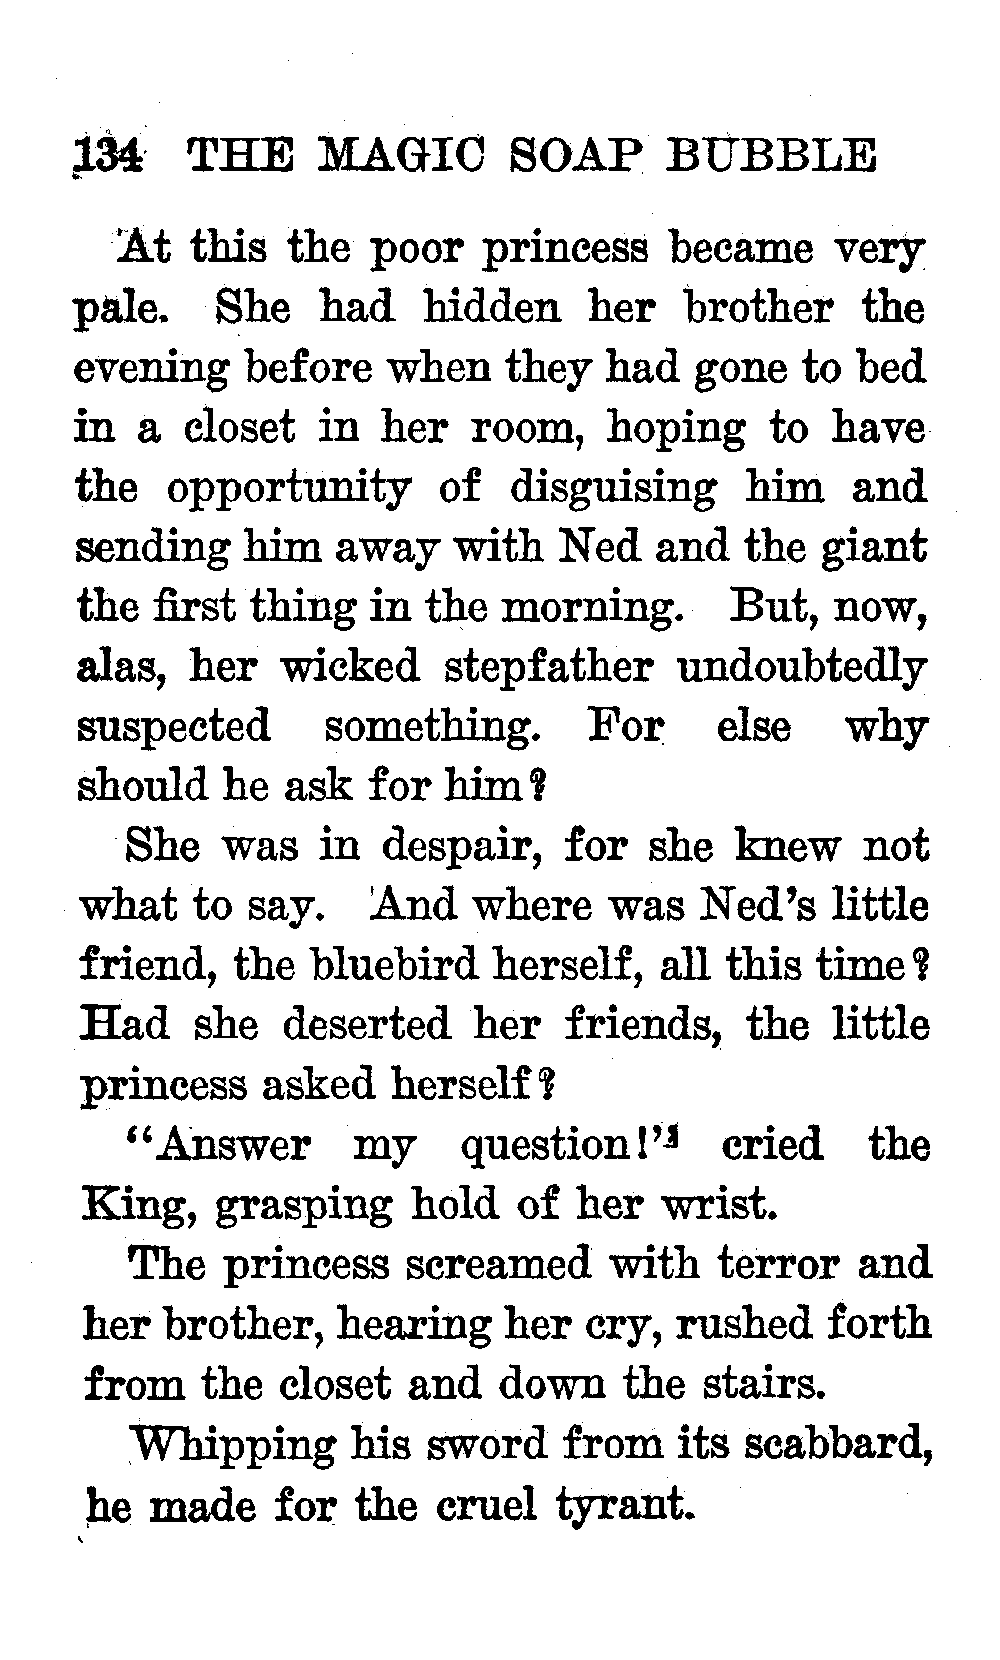 134 THE MAGIC SOAP BUBBLE
At this the poor princess became very
pale. She had hidden her brother the
evening before when they had gone to bed
in a closet in her room, hoping to have
the opportunity of disguising him and
sending him away with Ned and the giant
the first thing in the morning. But, now,
alas, her wicked stepfather undoubtedly
suspected something. For else why
should he ask for him?
She was in despair, for she knew not
what to say. And where was Ned's little
friend, the bluebird herself, all this time?
Had she deserted her friends, the little
princess asked herself?
"Answer my question!" cried the
King, grasping hold of her wrist.
The princess screamed with terror and
her brother, hearing her cry, rushed forth
from the closet and down the stairs.
Whipping his sword from its scabbard,
he made for the cruel tyrant.